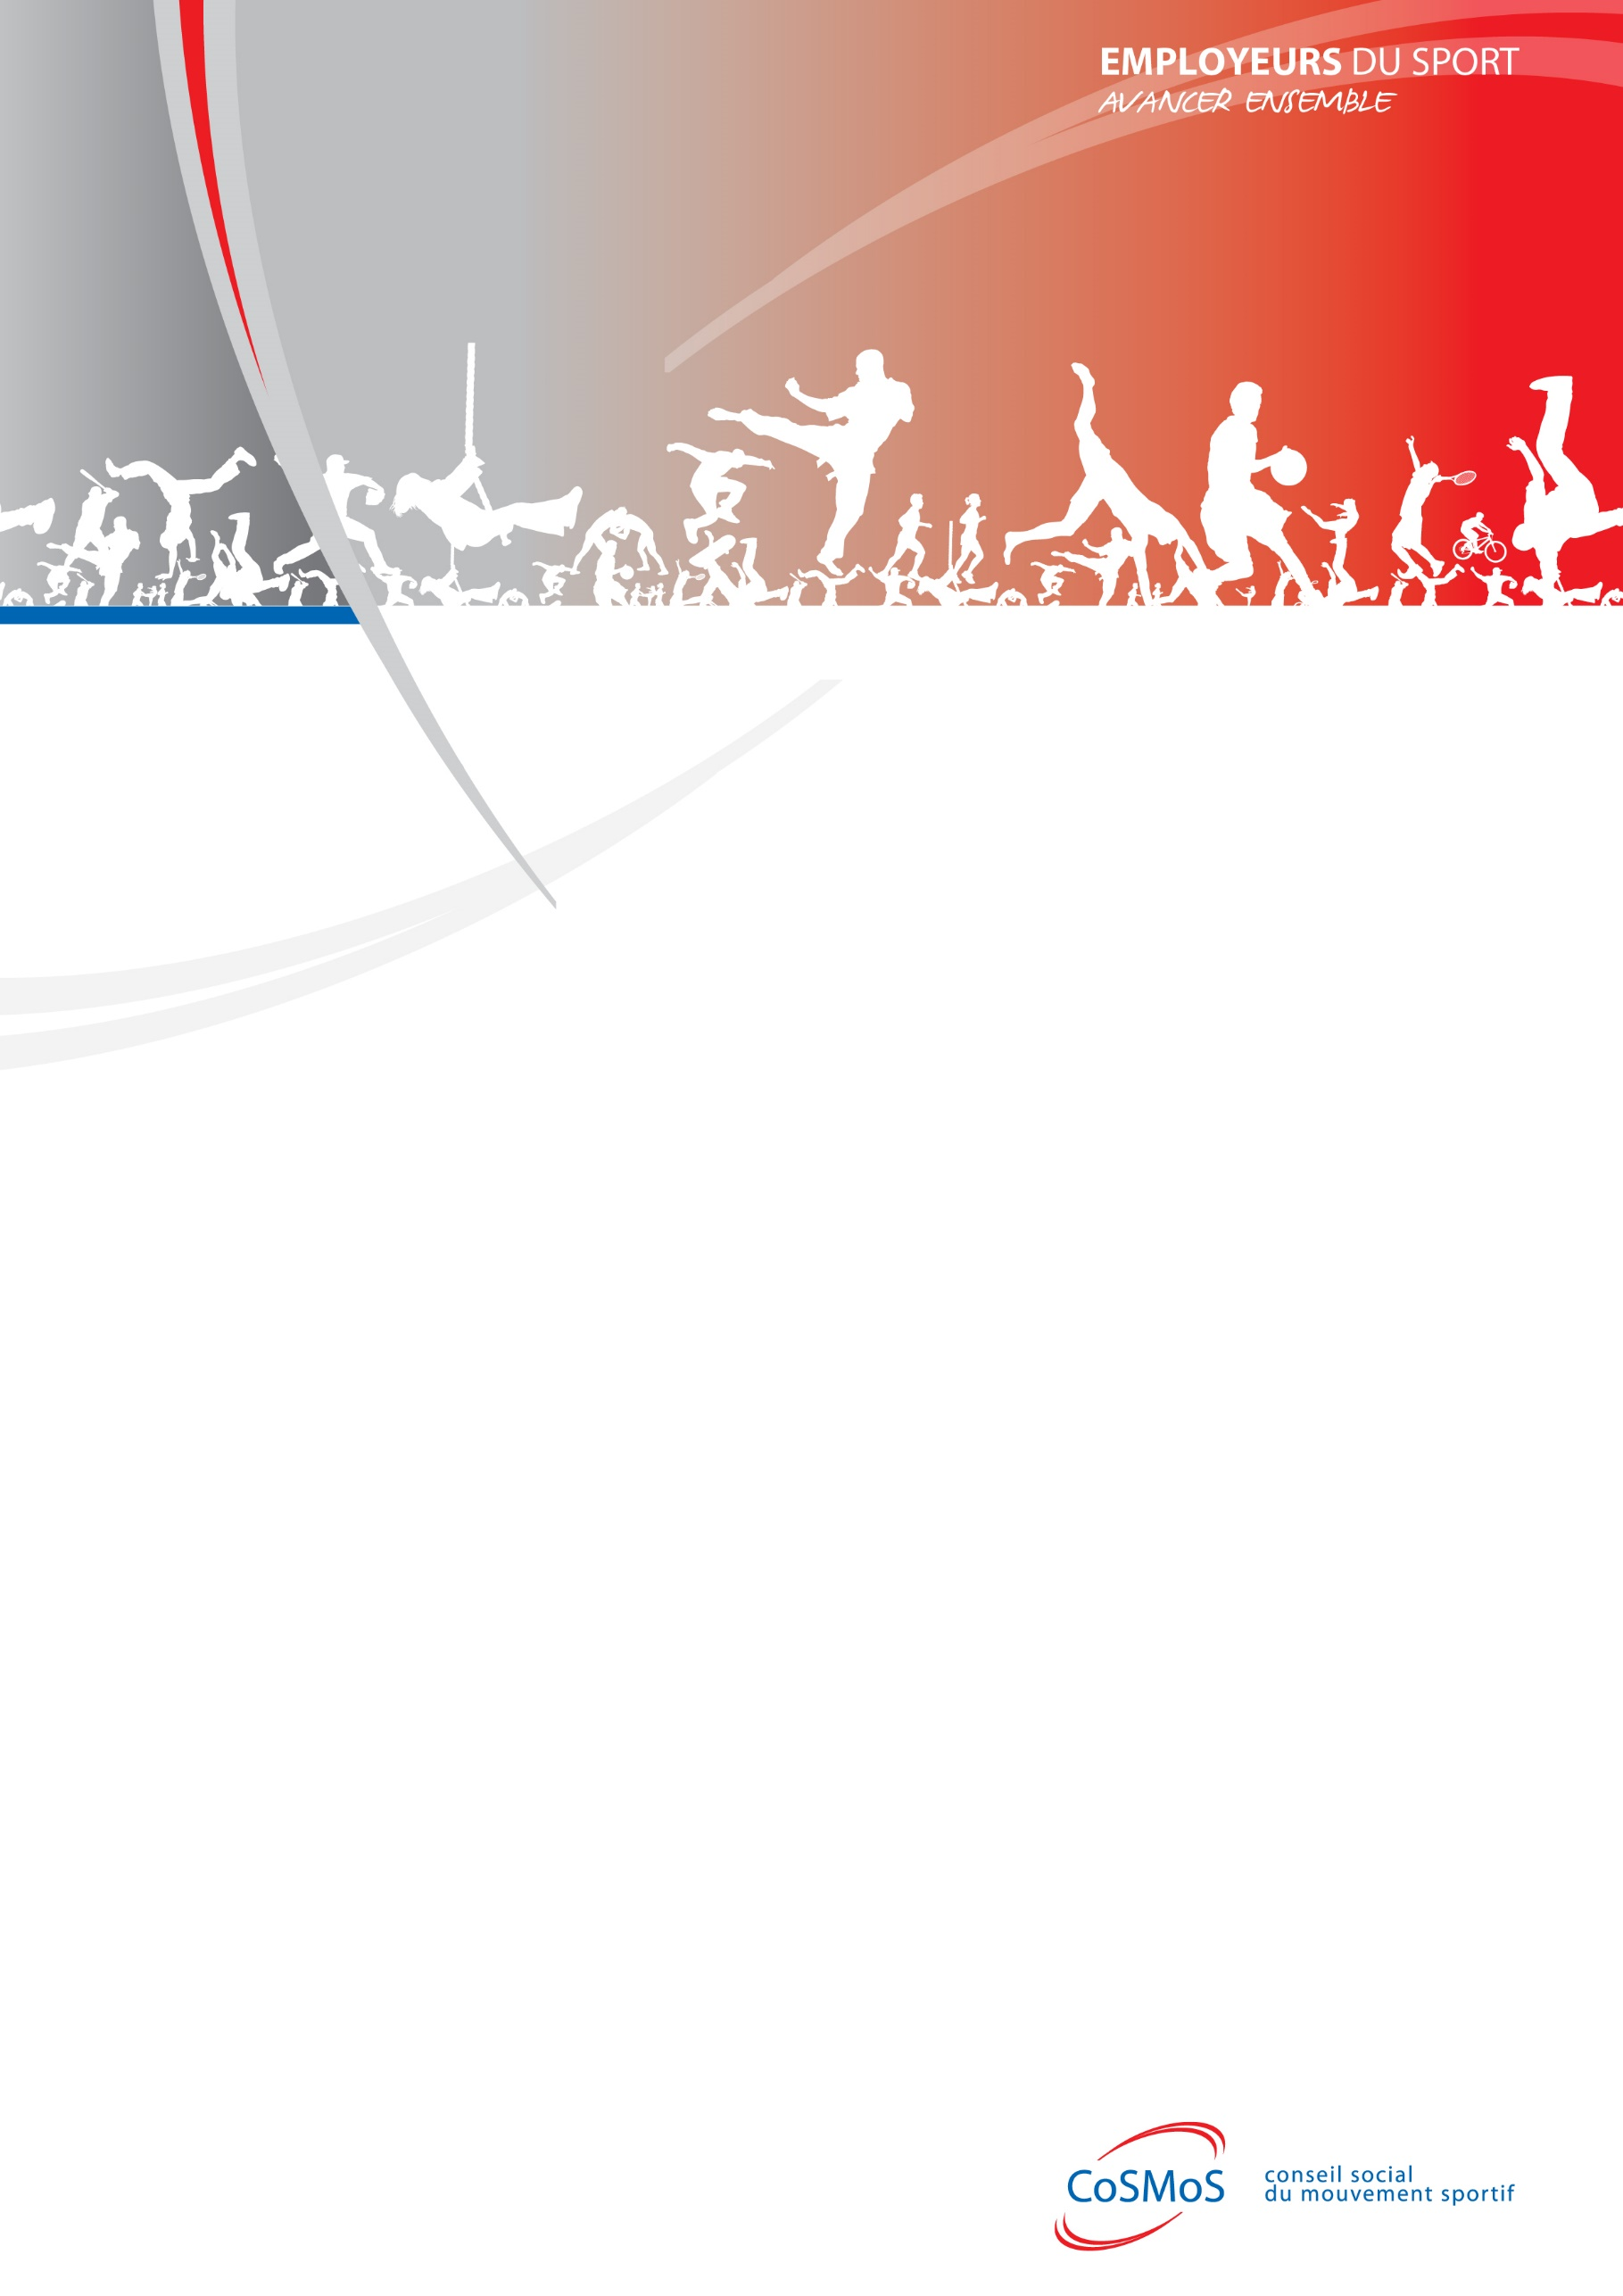 EMPLOYEURS DU SPORT
AVANCER ENSEMBLE
CoSMoS
conseil social
du mouvement sportif